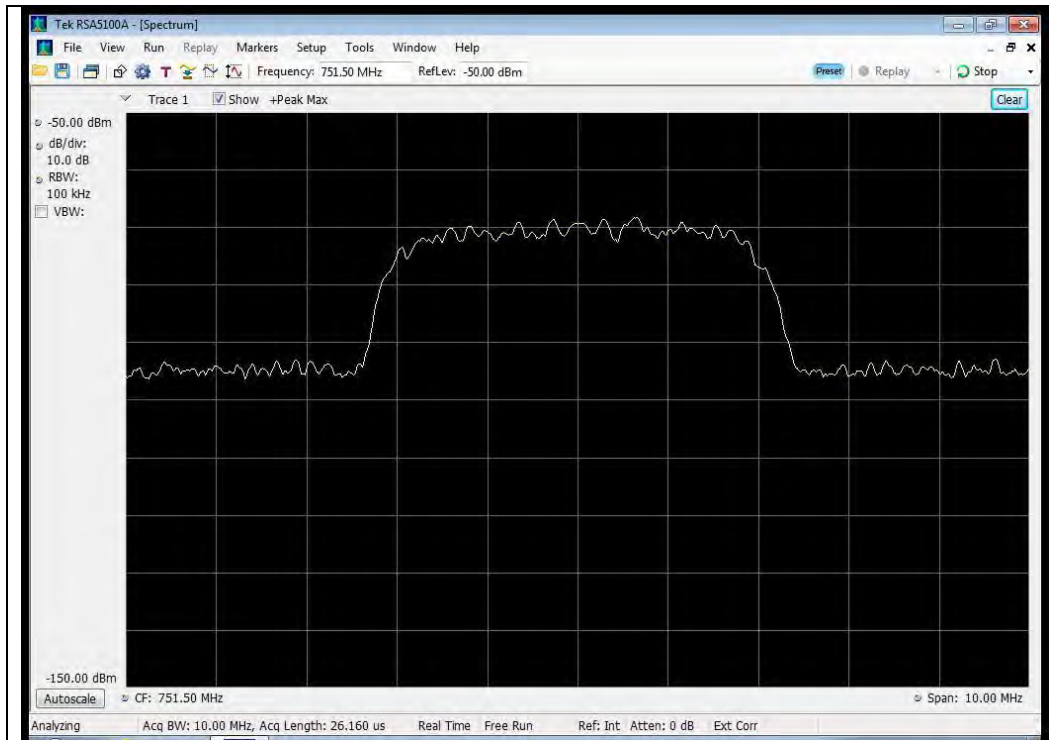 Tek RSA5100A - [Spectrum]
File View Run Replay Markers Setup Tools Window Help
T Frequency: 751.50 MHz RefLev: -50.00 dBm Preset Replay Stop
Trace 1 Show +Peak Max Clear
-50.00 dBm
dB/div:
10.0 dB
RBW:
100 kHz
VBW:
-150.00 dBm
Autoscale CF: 751.50 MHz Span: 10.00 MHz
Analyzing Acq BW: 10.00 MHz, Acq Length: 26.160 us Real Time Free Run Ref: Int Atten: 0 dB Ext Corr